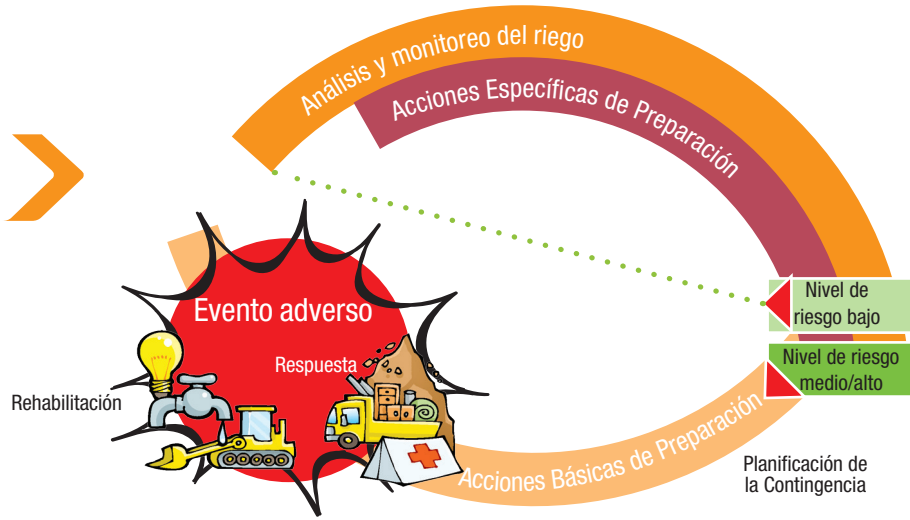 Análisis y monitoreo del riego
Acciones Específicas de Preparación
Nivel de
riesgo bajo
Nivel de riesgo
medio/alto
Evento adverso
Respuesta
Rehabilitación
Acciones Básicas de Preparación
Planificación de
la Contingencia